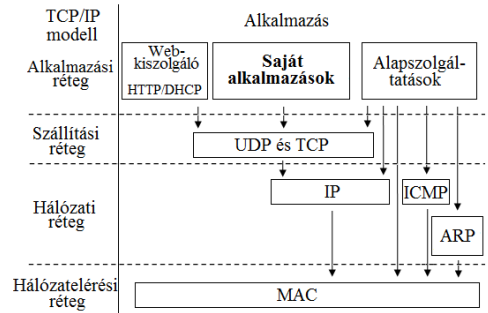 TCP/IP
modell
Alkalmazás
Alkalmazási
réteg
Web-
kiszolgáló
HTTP/DHCP
Saját
alkalmazások
Alapszolgál-
tatások
Szállítási
réteg
UDP és TCP
Hálózati
réteg
IP
ICMP
ARP
Hálózatelérési
réteg
MAC